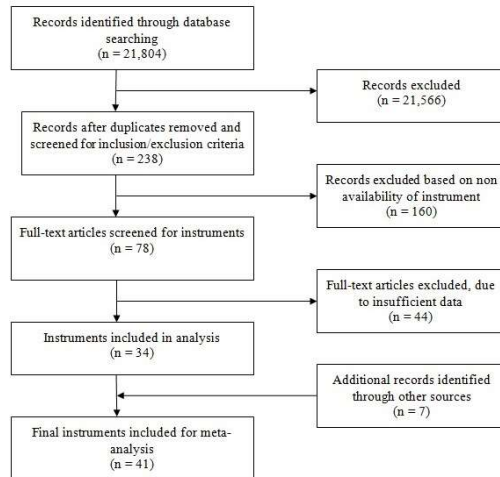 Records identified through database
searching
(n = 21,804)
Records excluded
(n = 21,566)
Records after duplicates removed and
screened for inclusion/exclusion criteria
(n = 238)
Records excluded based on non
availability of instrument
(n = 160)
Full-text articles screened for instruments
(n = 78)
Full-text articles excluded, due
to insufficient data
(n = 44)
Instruments included in analysis
(n = 34)
Additional records identified
through other sources
(n = 7)
Final instruments included for meta-
analysis
(n = 41)